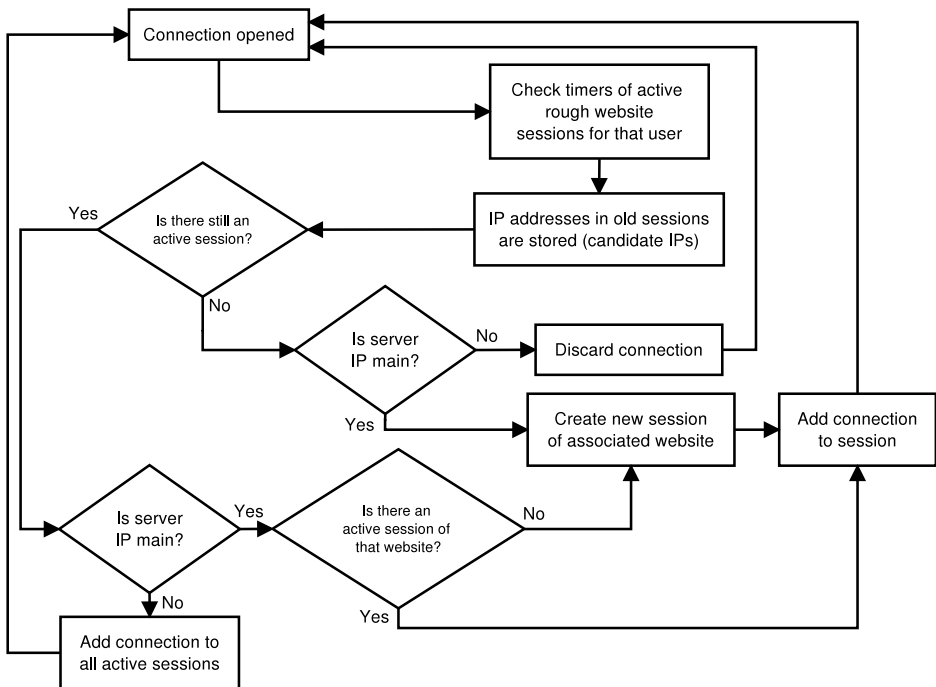 Connection opened
Check timers of active
rough website
sessions for that user
Yes
Is there still an
active session?
IP addresses in old sessions
are stored (candidate IPs)
No
Is server
IP main?
No
Discard connection
Yes
Create new session
of associated website
Add connection
to session
Is server
IP main?
Yes
Is there an
active session of
that website?
No
No
Yes
Add connection to
all active sessions